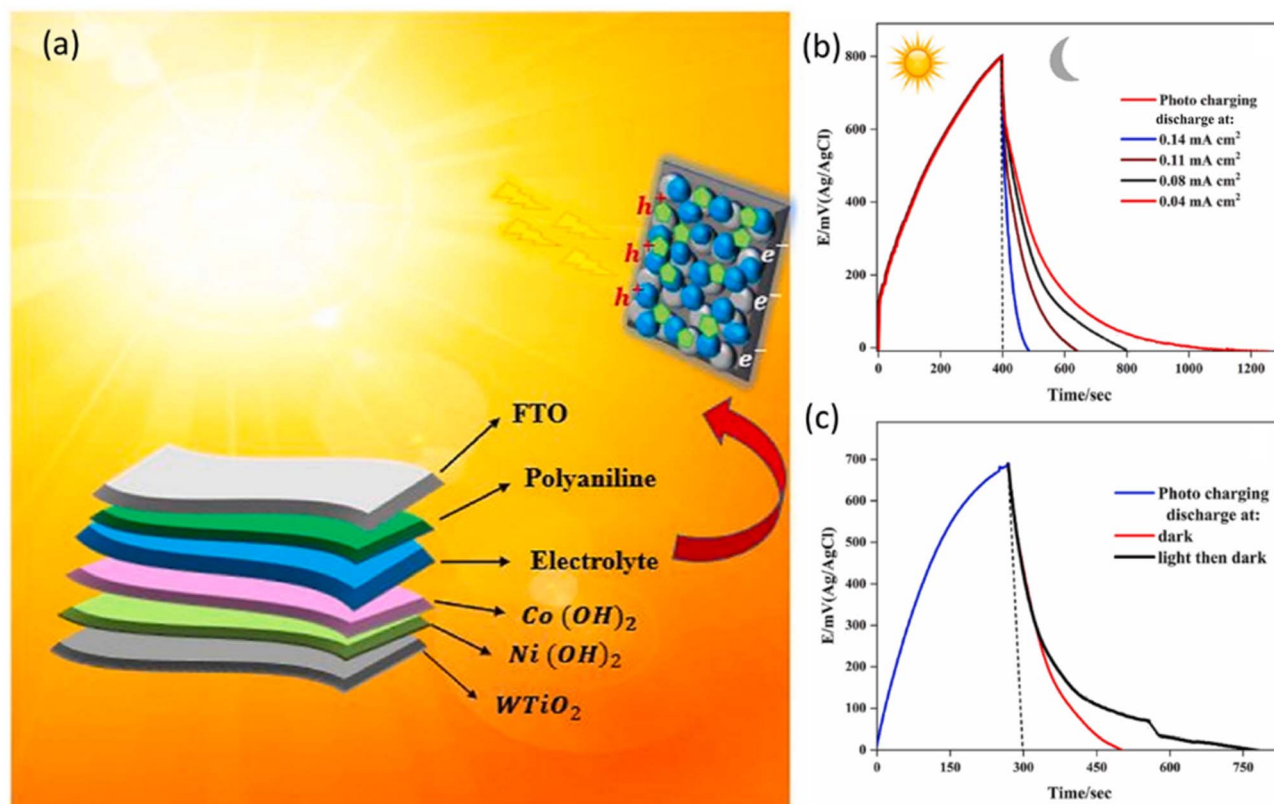 (a)
h⁺
h⁺
h⁺
e⁻
e⁻
e⁻
FTO
Polyaniline
Electrolyte
Co (OH)₂
Ni (OH)₂
WTiO₂
(b)
E/mV(Ag/AgCl)
800
600
400
200
0
0 200 400 600 800 1000 1200
Time/sec
Photo charging
discharge at:
0.14 mA cm²
0.11 mA cm²
0.08 mA cm²
0.04 mA cm²
(c)
E/mV(Ag/AgCl)
700
600
500
400
300
200
100
0
0 150 300 450 600 750
Time/sec
Photo charging
discharge at:
dark
light then dark